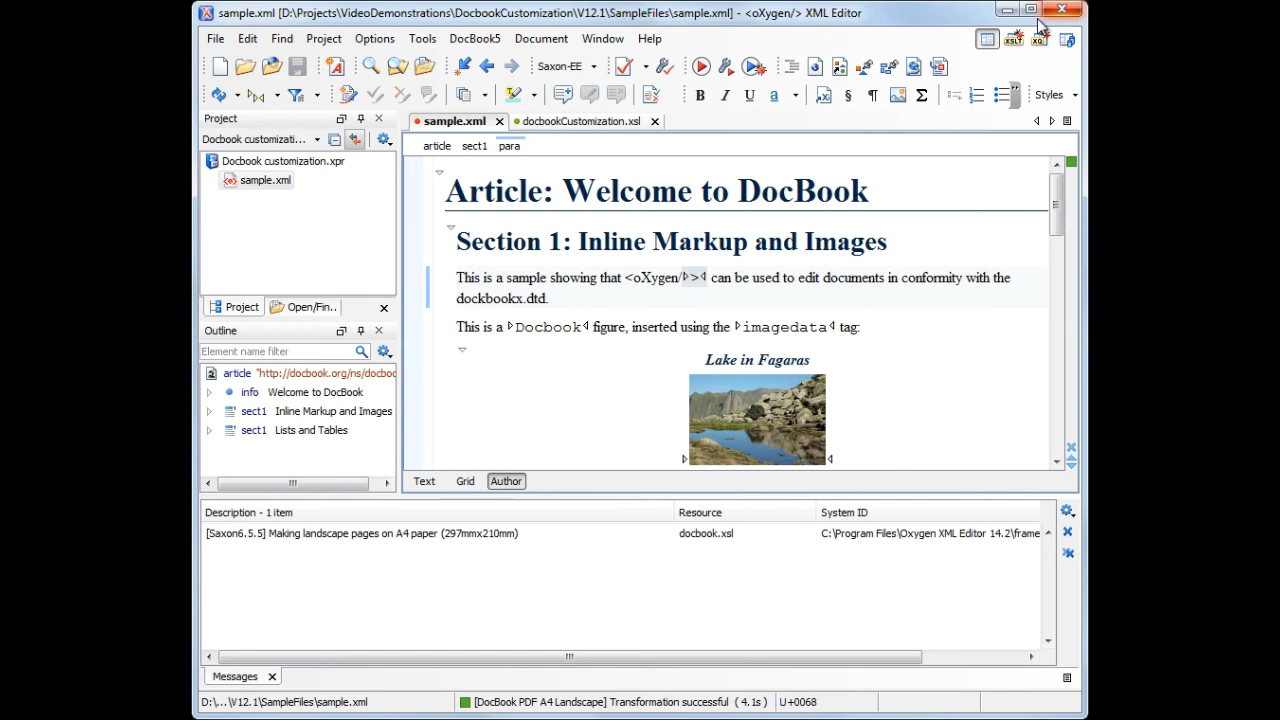 sample.xml [D:\Projects\VideoDemonstrations\DocbookCustomization\V12.1\SampleFiles\sample.xml] - <oXygen/> XML Editor
File Edit Find Project Options Tools DocBook5 Document Window Help
XSLT XQ
Saxon-EE
B I U a § ¶ Σ Styles
Project
sample.xml docbookCustomization.xsl
Docbook customizati...
article sect1 para
Docbook customization.xpr
sample.xml
Article: Welcome to DocBook
Section 1: Inline Markup and Images
This is a sample showing that <oXygen/> can be used to edit documents in conformity with the
dockbookx.dtd.
This is a Docbook figure, inserted using the imagedata tag:
Lake in Fagaras
Project Open/Fin..
Outline
Element name filter
article "http://docbook.org/ns/docboo
info Welcome to DocBook
sect1 Inline Markup and Images
sect1 Lists and Tables
Text Grid Author
Description - 1 item Resource System ID
[Saxon6.5.5] Making landscape pages on A4 paper (297mmx210mm) docbook.xsl C:\Program Files\Oxygen XML Editor 14.2\frame
Messages
D:\...\V12.1\SampleFiles\sample.xml [DocBook PDF A4 Landscape] Transformation successful ( 4.1s ) U+0068